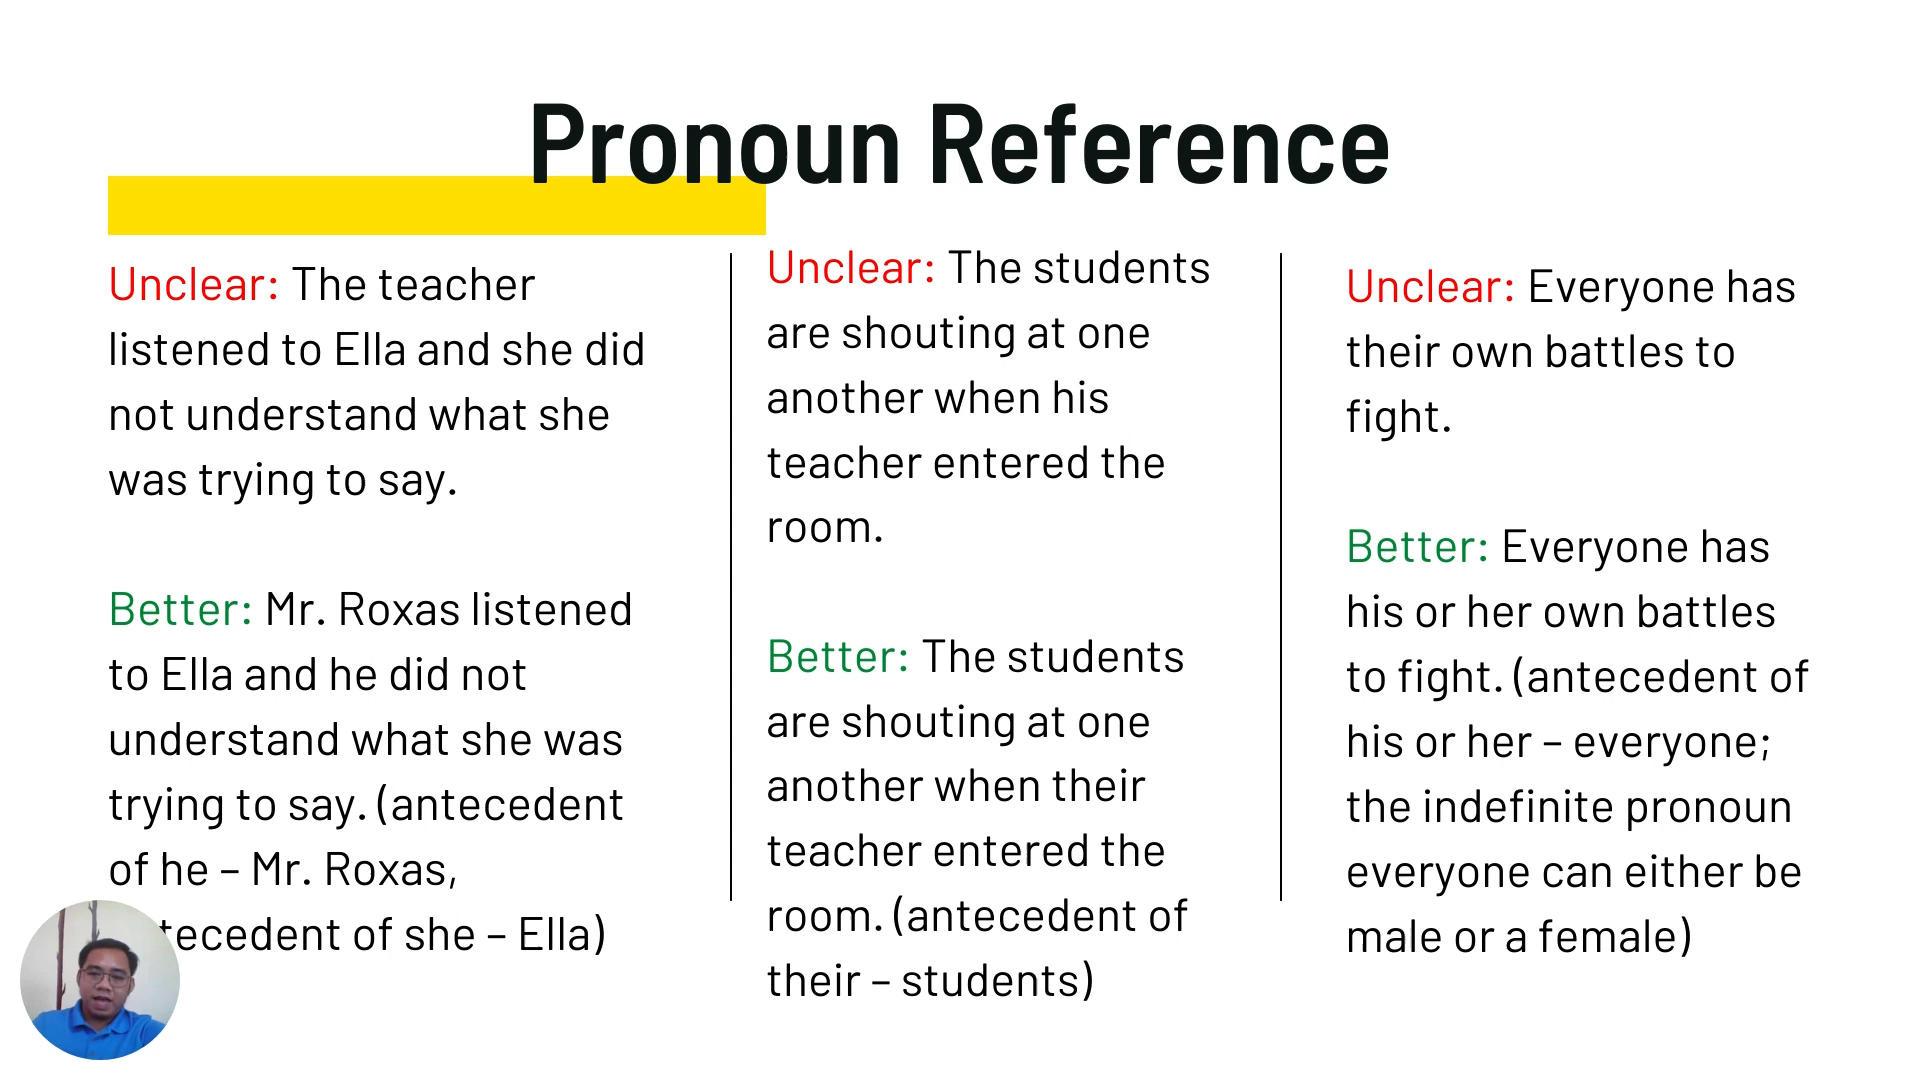 Pronoun Reference
Unclear: The teacher
listened to Ella and she did
not understand what she
was trying to say.
Better: Mr. Roxas listened
to Ella and he did not
understand what she was
trying to say. (antecedent
of he – Mr. Roxas,
tecedent of she – Ella)
Unclear: The students
are shouting at one
another when his
teacher entered the
room.
Better: The students
are shouting at one
another when their
teacher entered the
room. (antecedent of
their – students)
Unclear: Everyone has
their own battles to
fight.
Better: Everyone has
his or her own battles
to fight. (antecedent of
his or her – everyone;
the indefinite pronoun
everyone can either be
male or a female)